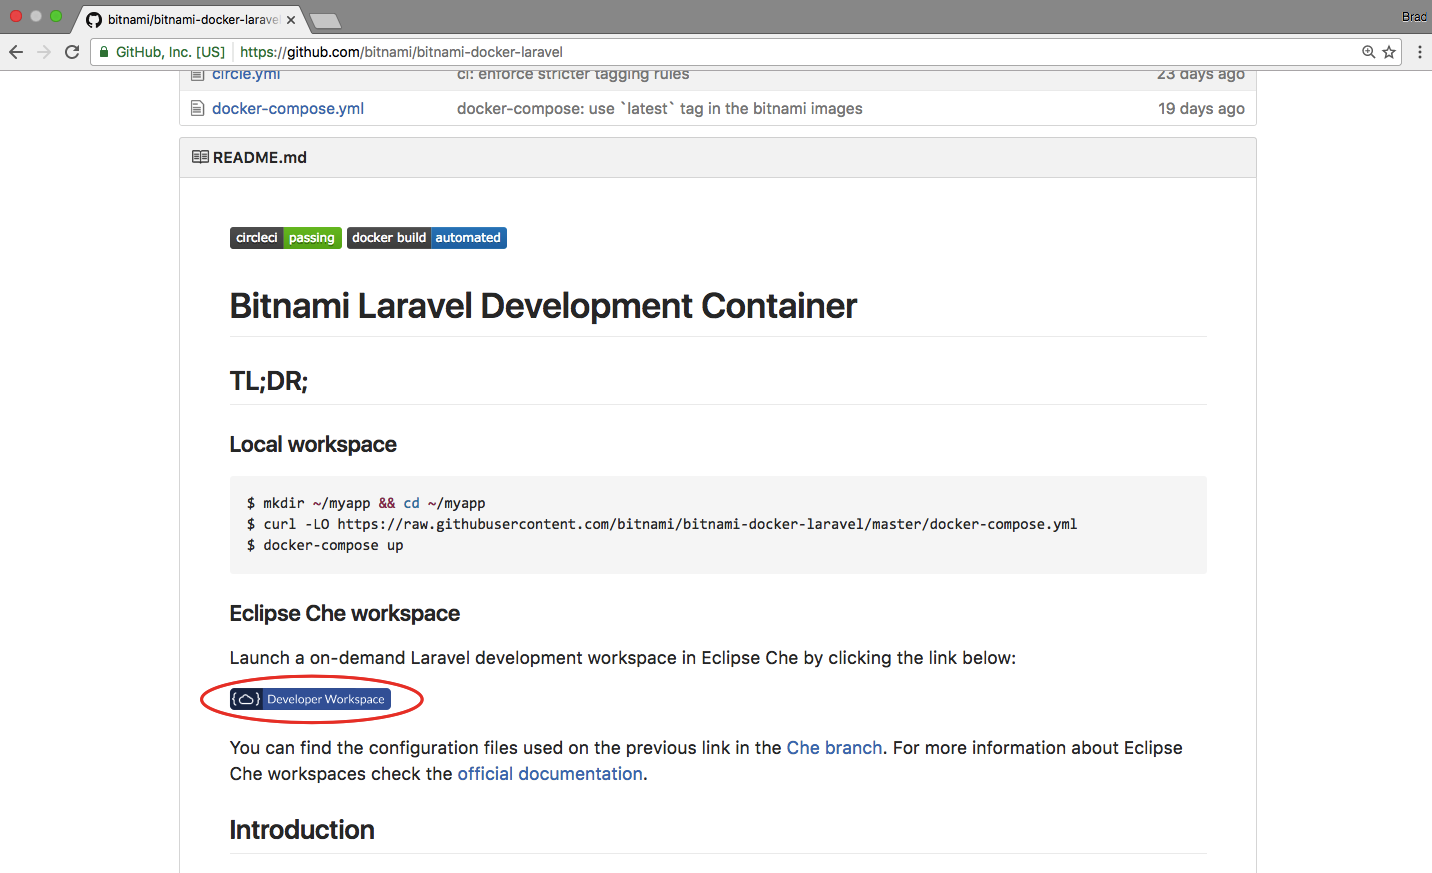 bitnami/bitnami-docker-larave
Brad
GitHub, Inc. [US] https://github.com/bitnami/bitnami-docker-laravel
circle.yml ci: enforce stricter tagging rules 23 days ago
docker-compose.yml docker-compose: use `latest` tag in the bitnami images 19 days ago
README.md
circleci passing docker build automated
Bitnami Laravel Development Container
TL;DR;
Local workspace
$ mkdir ~/myapp && cd ~/myapp
$ curl -LO https://raw.githubusercontent.com/bitnami/bitnami-docker-laravel/master/docker-compose.yml
$ docker-compose up
Eclipse Che workspace
Launch a on-demand Laravel development workspace in Eclipse Che by clicking the link below:
Developer Workspace
You can find the configuration files used on the previous link in the Che branch. For more information about Eclipse
Che workspaces check the official documentation.
Introduction